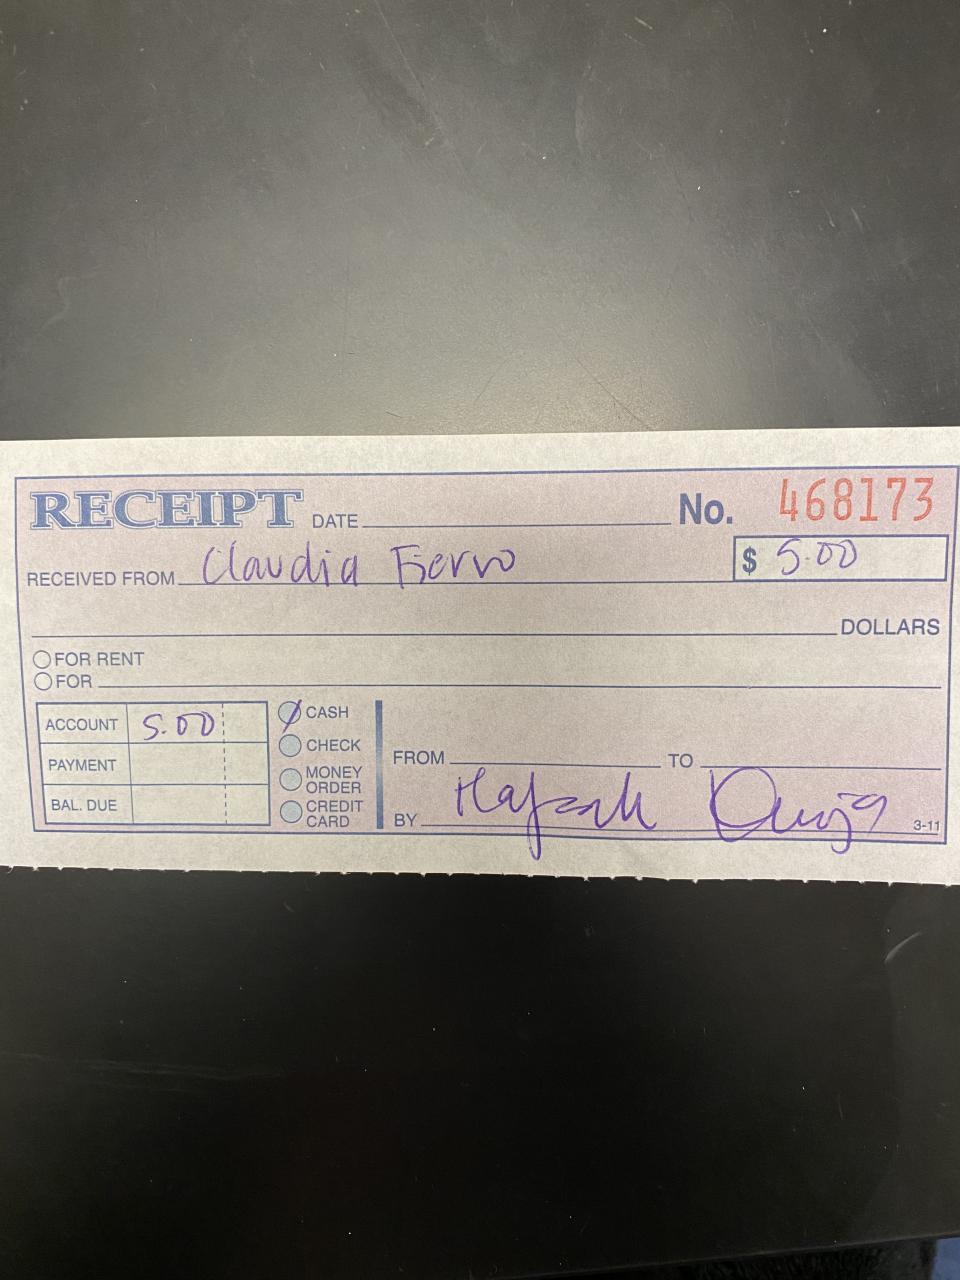 RECEIPT DATE No. 468173
RECEIVED FROM Claudia Fierro $ 5.00
DOLLARS
FOR RENT
FOR
ACCOUNT 5.00
PAYMENT
BAL. DUE
CASH
CHECK
MONEY ORDER
CREDIT CARD
FROM TO
BY Hafsah 3-11